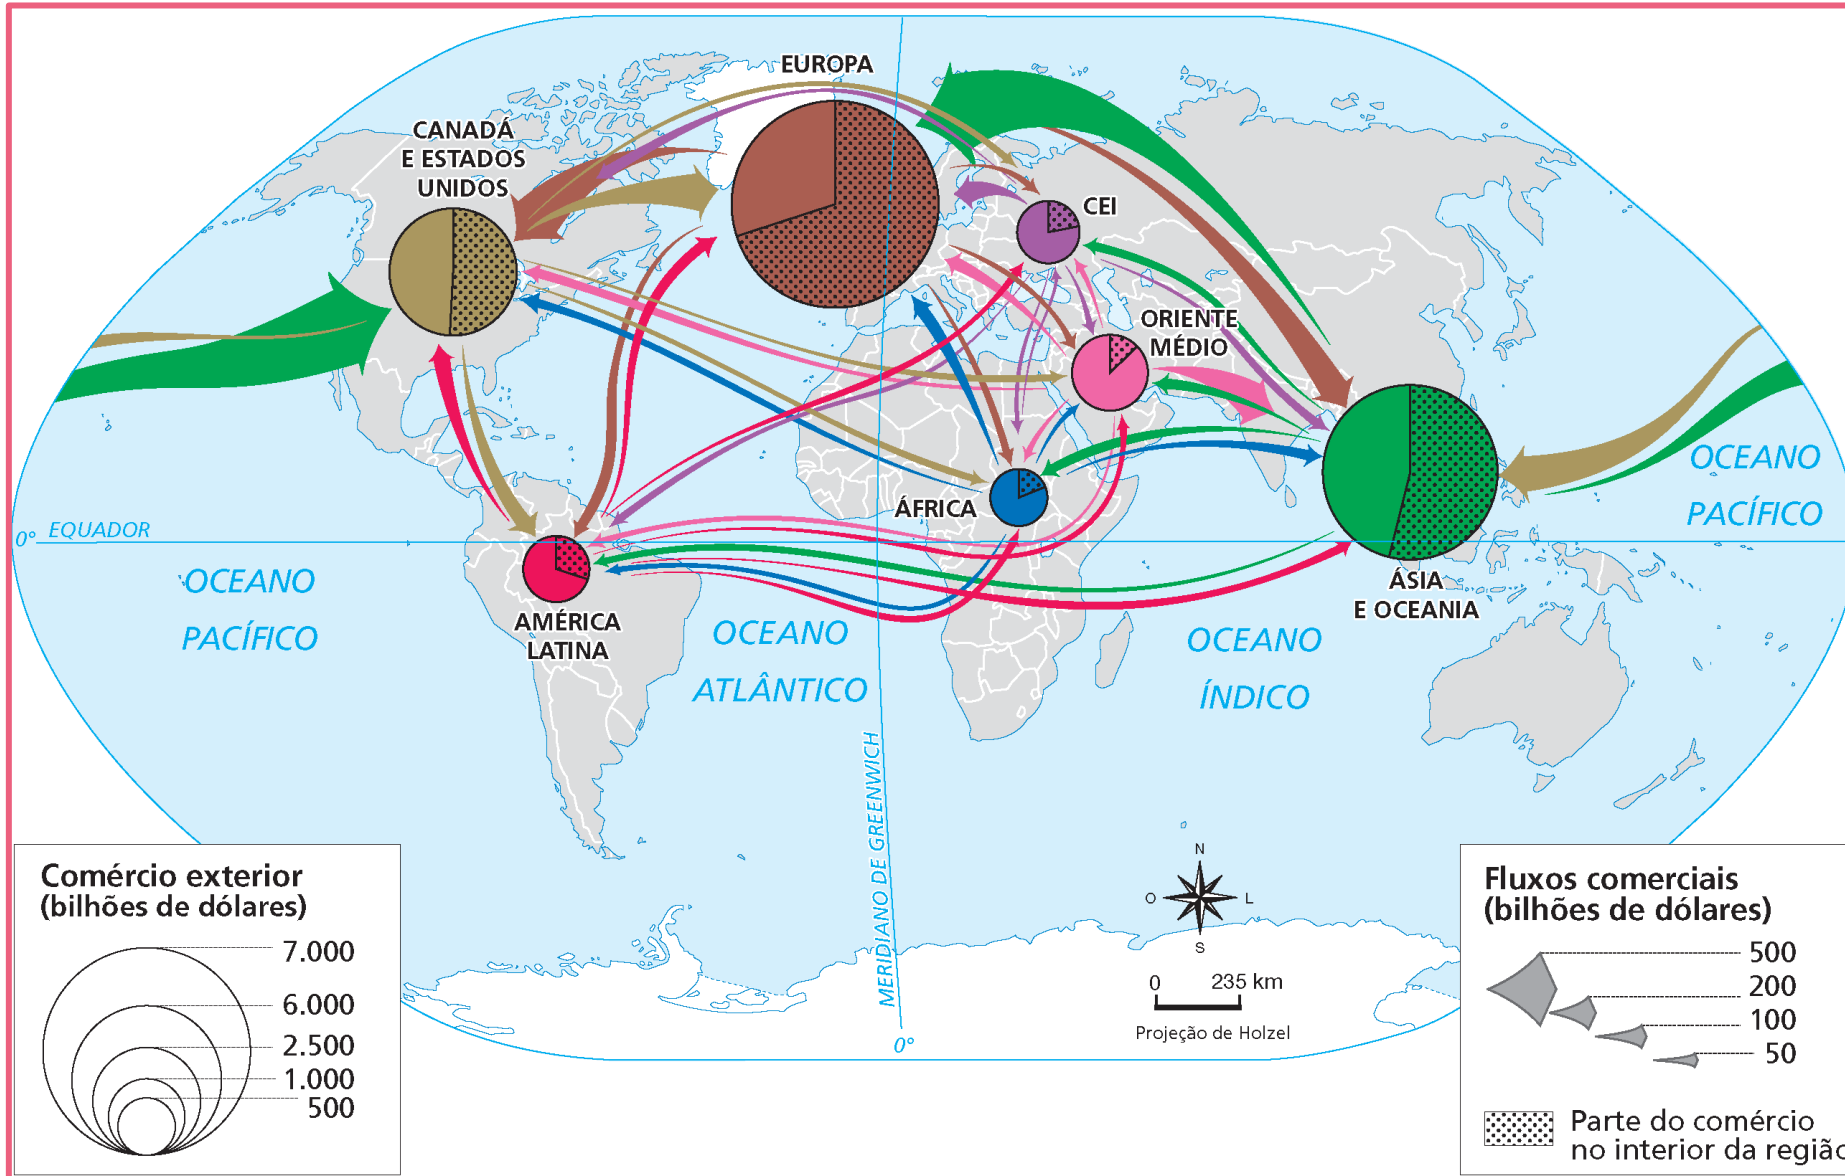 EUROPA
CANADÁ
E ESTADOS
UNIDOS
CEI
ORIENTE
MÉDIO
ÁFRICA
OCEANO
PACÍFICO
0° EQUADOR
OCEANO
PACÍFICO
AMÉRICA
LATINA
OCEANO
ATLÂNTICO
ÁSIA
E OCEANIA
OCEANO
ÍNDICO
MERIDIANO DE GREENWICH
0°
N
O
L
S
0 235 km
Projeção de Holzel
Comércio exterior
(bilhões de dólares)
7.000
6.000
2.500
1.000
500
Fluxos comerciais
(bilhões de dólares)
500
200
100
50
Parte do comércio
no interior da região